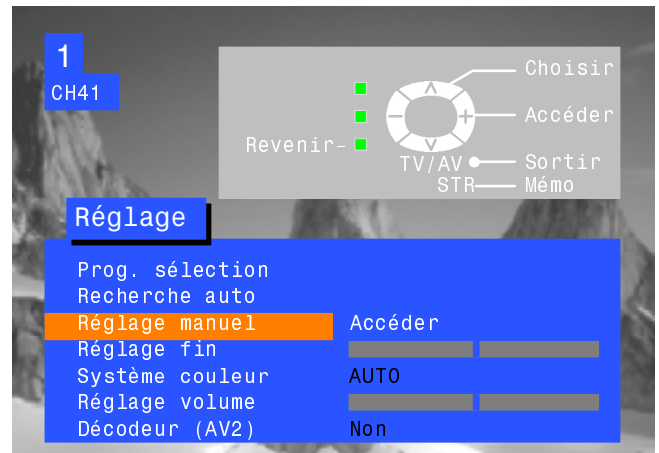 1
CH41
Choisir
Accéder
Revenir
TV/AV Sortir
STR Mémo
Réglage
Prog. sélection
Recherche auto
Réglage manuel Accéder
Réglage fin
Système couleur AUTO
Réglage volume
Décodeur (AV2) Non